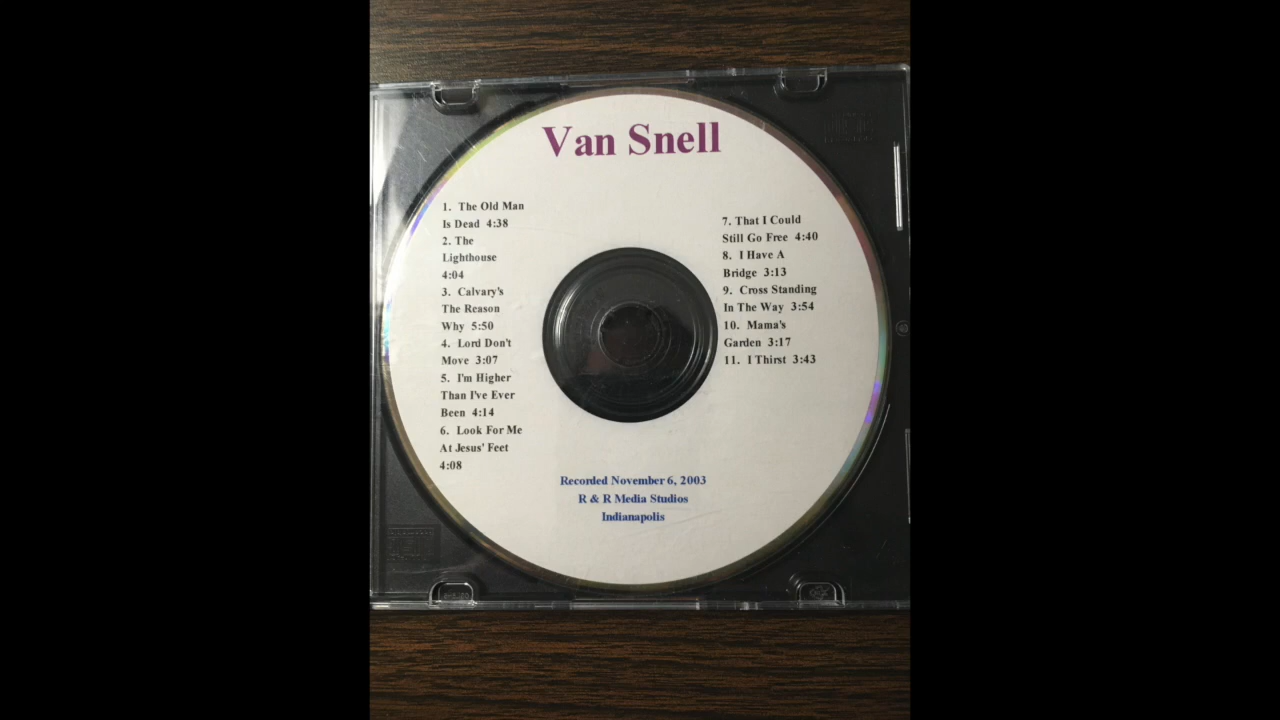 Van Snell
1. The Old Man
Is Dead 4:38
2. The
Lighthouse
4:04
3. Calvary's
The Reason
Why 5:50
4. Lord Don't
Move 3:07
5. I'm Higher
Than I've Ever
Been 4:14
6. Look For Me
At Jesus' Feet
4:08
7. That I Could
Still Go Free 4:40
8. I Have A
Bridge 3:13
9. Cross Standing
In The Way 3:54
10. Mama's
Garden 3:17
11. I Thirst 3:43
Recorded November 6, 2003
R & R Media Studios
Indianapolis